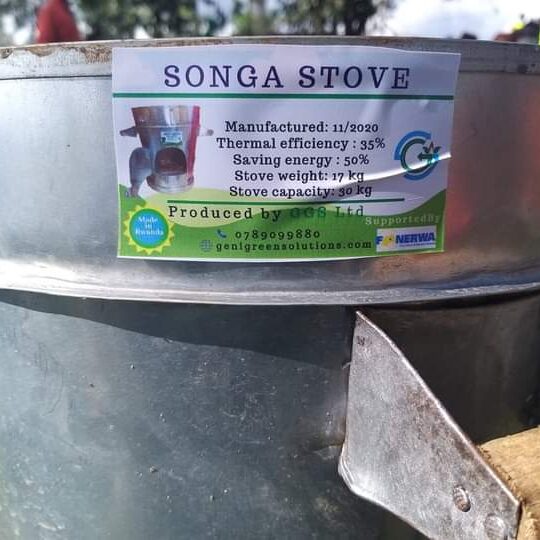 SONGA STOVE
Manufactured: 11/2020
Thermal efficiency : 35%
Saving energy : 50%
Stove weight: 17 kg
Stove capacity: 30 kg
Produced by GGS Ltd
Supported By
Made in Rwanda
0789099880
FONERWA
genigreensolutions.com